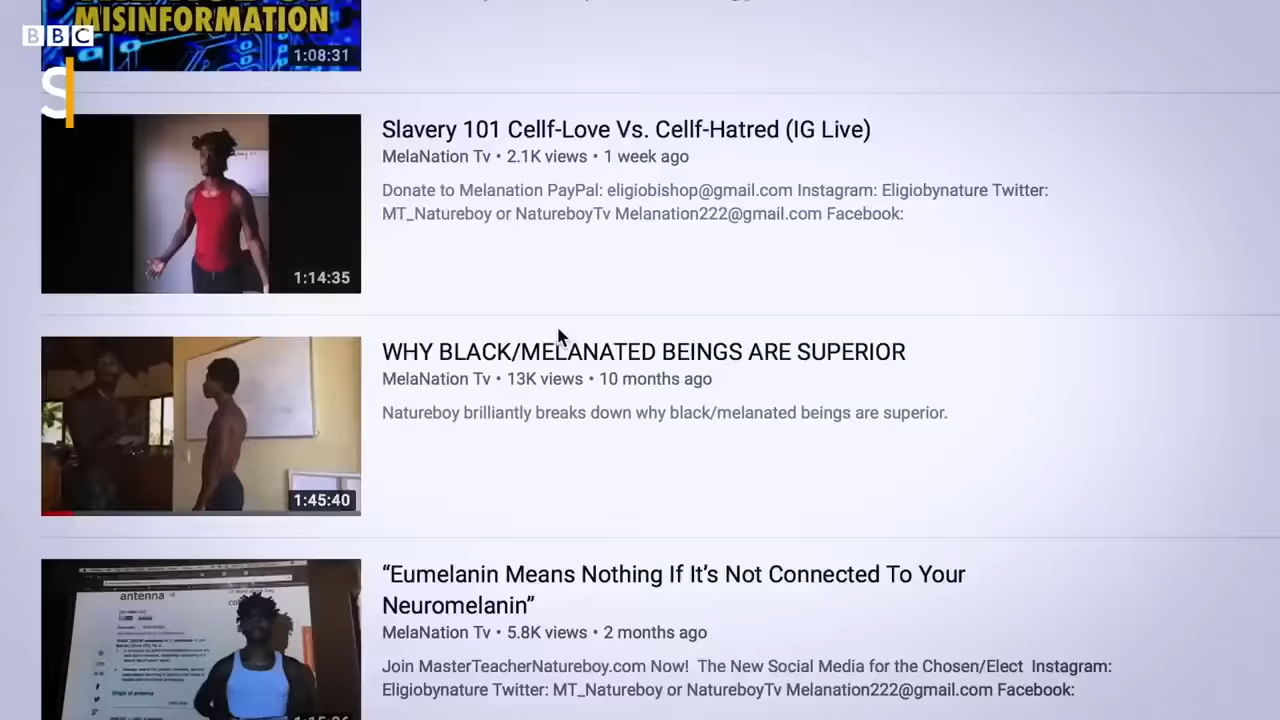 MISINFORMATION
BBC
1:08:31
S
Slavery 101 Cellf-Love Vs. Cellf-Hatred (IG Live)
MelaNation Tv • 2.1K views • 1 week ago
Donate to Melanation PayPal: eligiobishop@gmail.com Instagram: Eligiobynature Twitter:
MT_Natureboy or NatureboyTv Melanation222@gmail.com Facebook:
1:14:35
WHY BLACK/MELANATED BEINGS ARE SUPERIOR
MelaNation Tv • 13K views • 10 months ago
Natureboy brilliantly breaks down why black/melanated beings are superior.
1:45:40
“Eumelanin Means Nothing If It’s Not Connected To Your
Neuromelanin”
antenna
MelaNation Tv • 5.8K views • 2 months ago
Join MasterTeacherNatureboy.com Now! The New Social Media for the Chosen/Elect Instagram:
Eligiobynature Twitter: MT_Natureboy or NatureboyTv Melanation222@gmail.com Facebook: